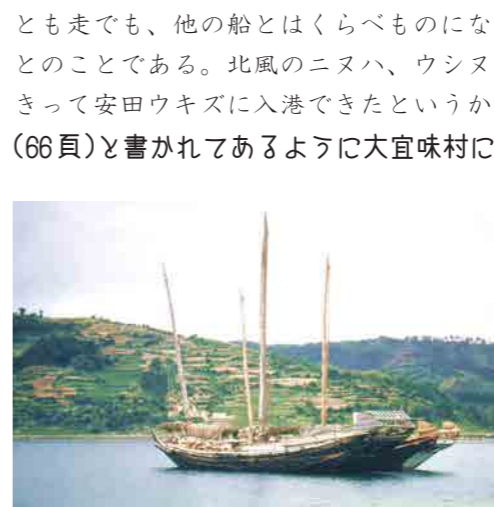 とも走でも、他の船とはくらべものにな
とのことである。北風のニヌハ、ウシヌ
きって安田ウキズに入港できたというか
(66頁)と書かれてあるように大宜味村に